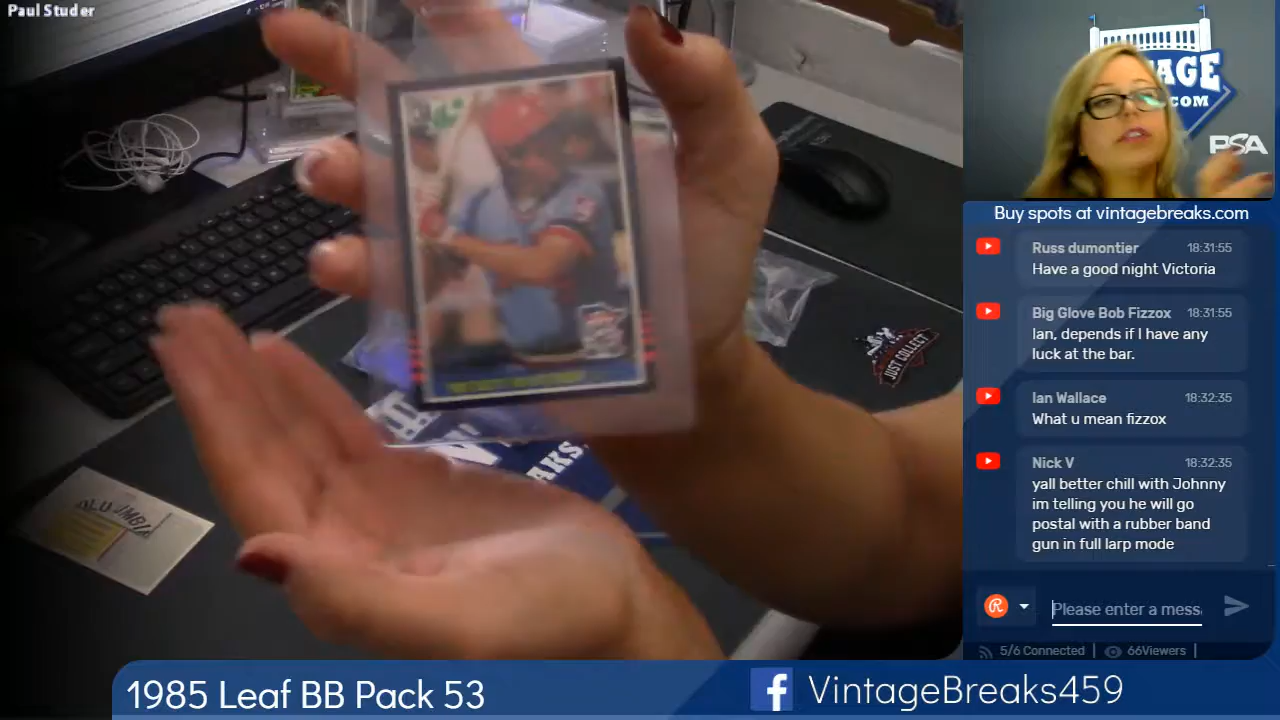 Paul Studer
AGE
.COM
PSA
Buy spots at vintagebreaks.com
Russ dumontier 18:31:55
Have a good night Victoria
Big Glove Bob Fizzox 18:31:55
Ian, depends if I have any
luck at the bar.
Ian Wallace 18:32:35
What u mean fizzox
Nick V 18:32:35
yall better chill with Johnny
im telling you he will go
postal with a rubber band
gun in full larp mode
Please enter a mess
5/6 Connected | 66Viewers |
JUST COLLECT
BREAKS.
1985 Leaf BB Pack 53
VintageBreaks459